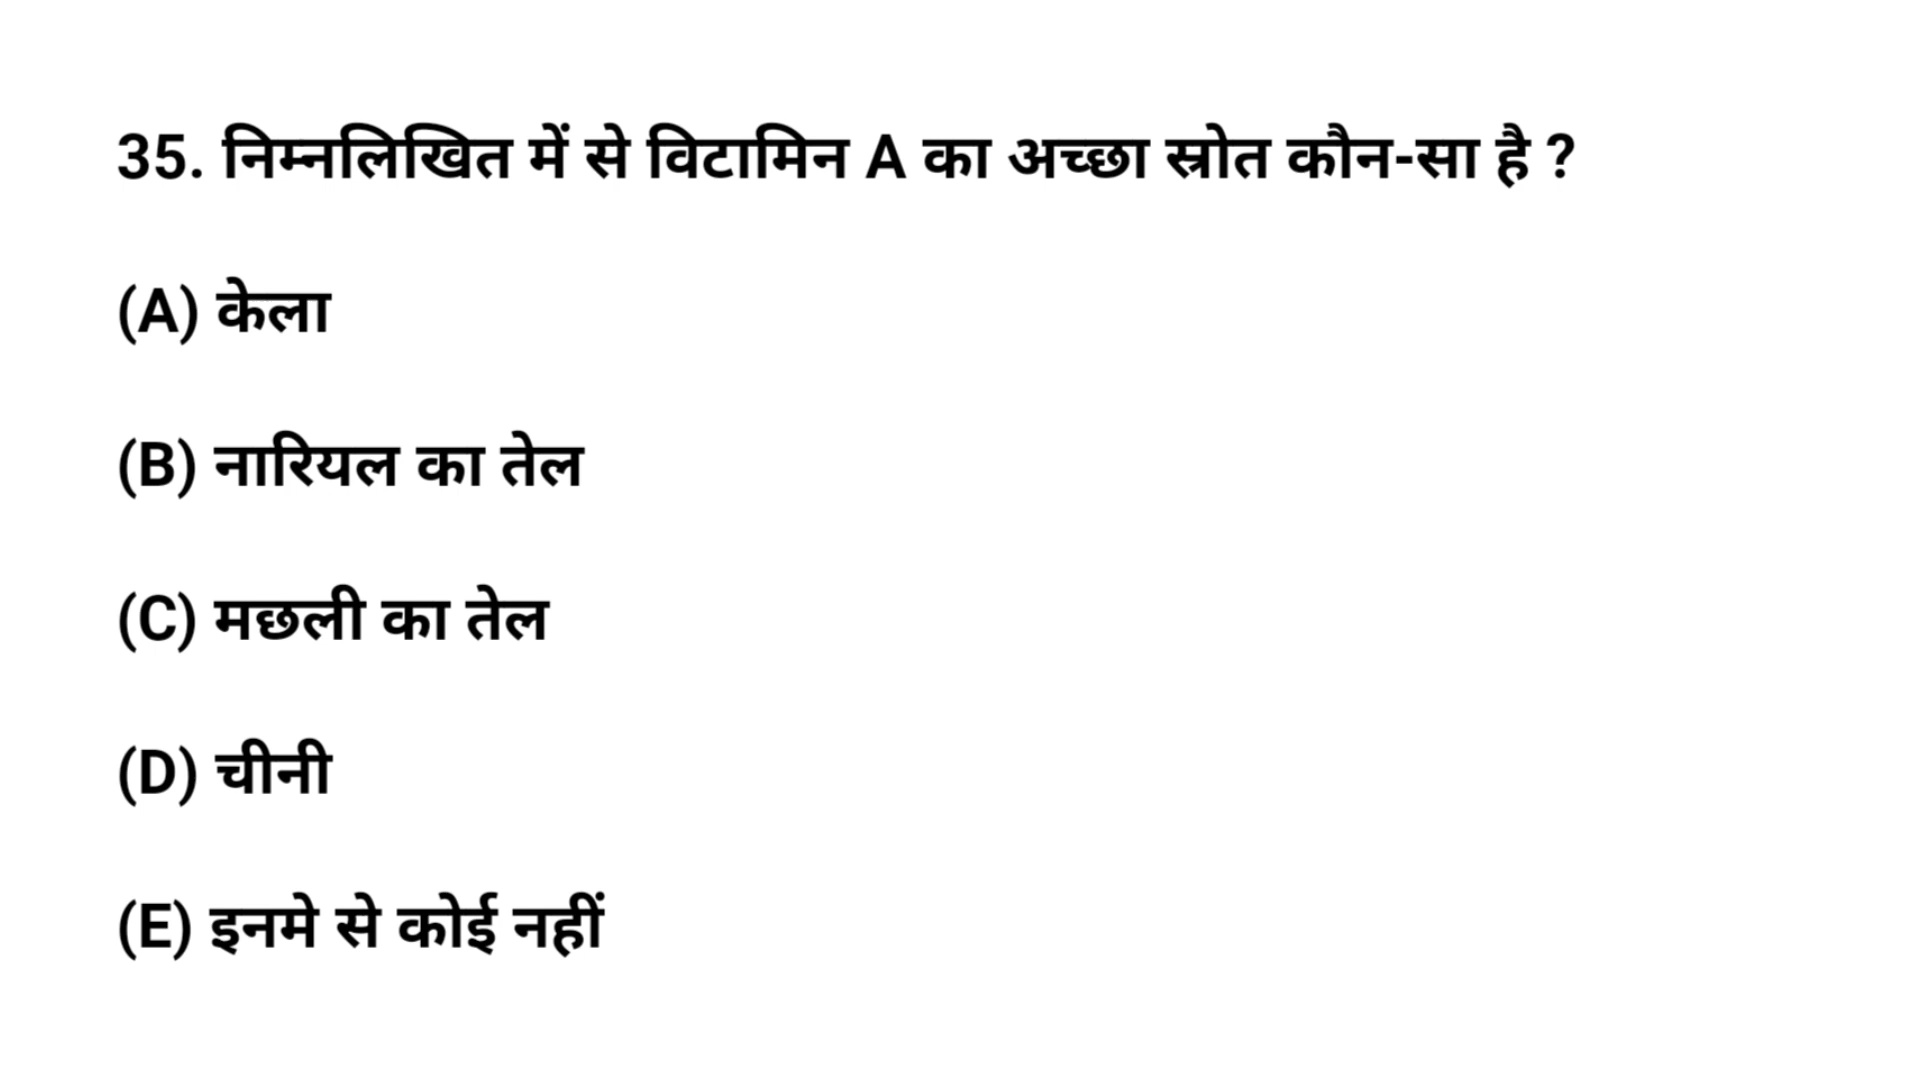 35. निम्नलिखित में से विटामिन A का अच्छा स्रोत कौन-सा है ?
(A) केला
(B) नारियल का तेल
(C) मछली का तेल
(D) चीनी
(E) इनमे से कोई नहीं